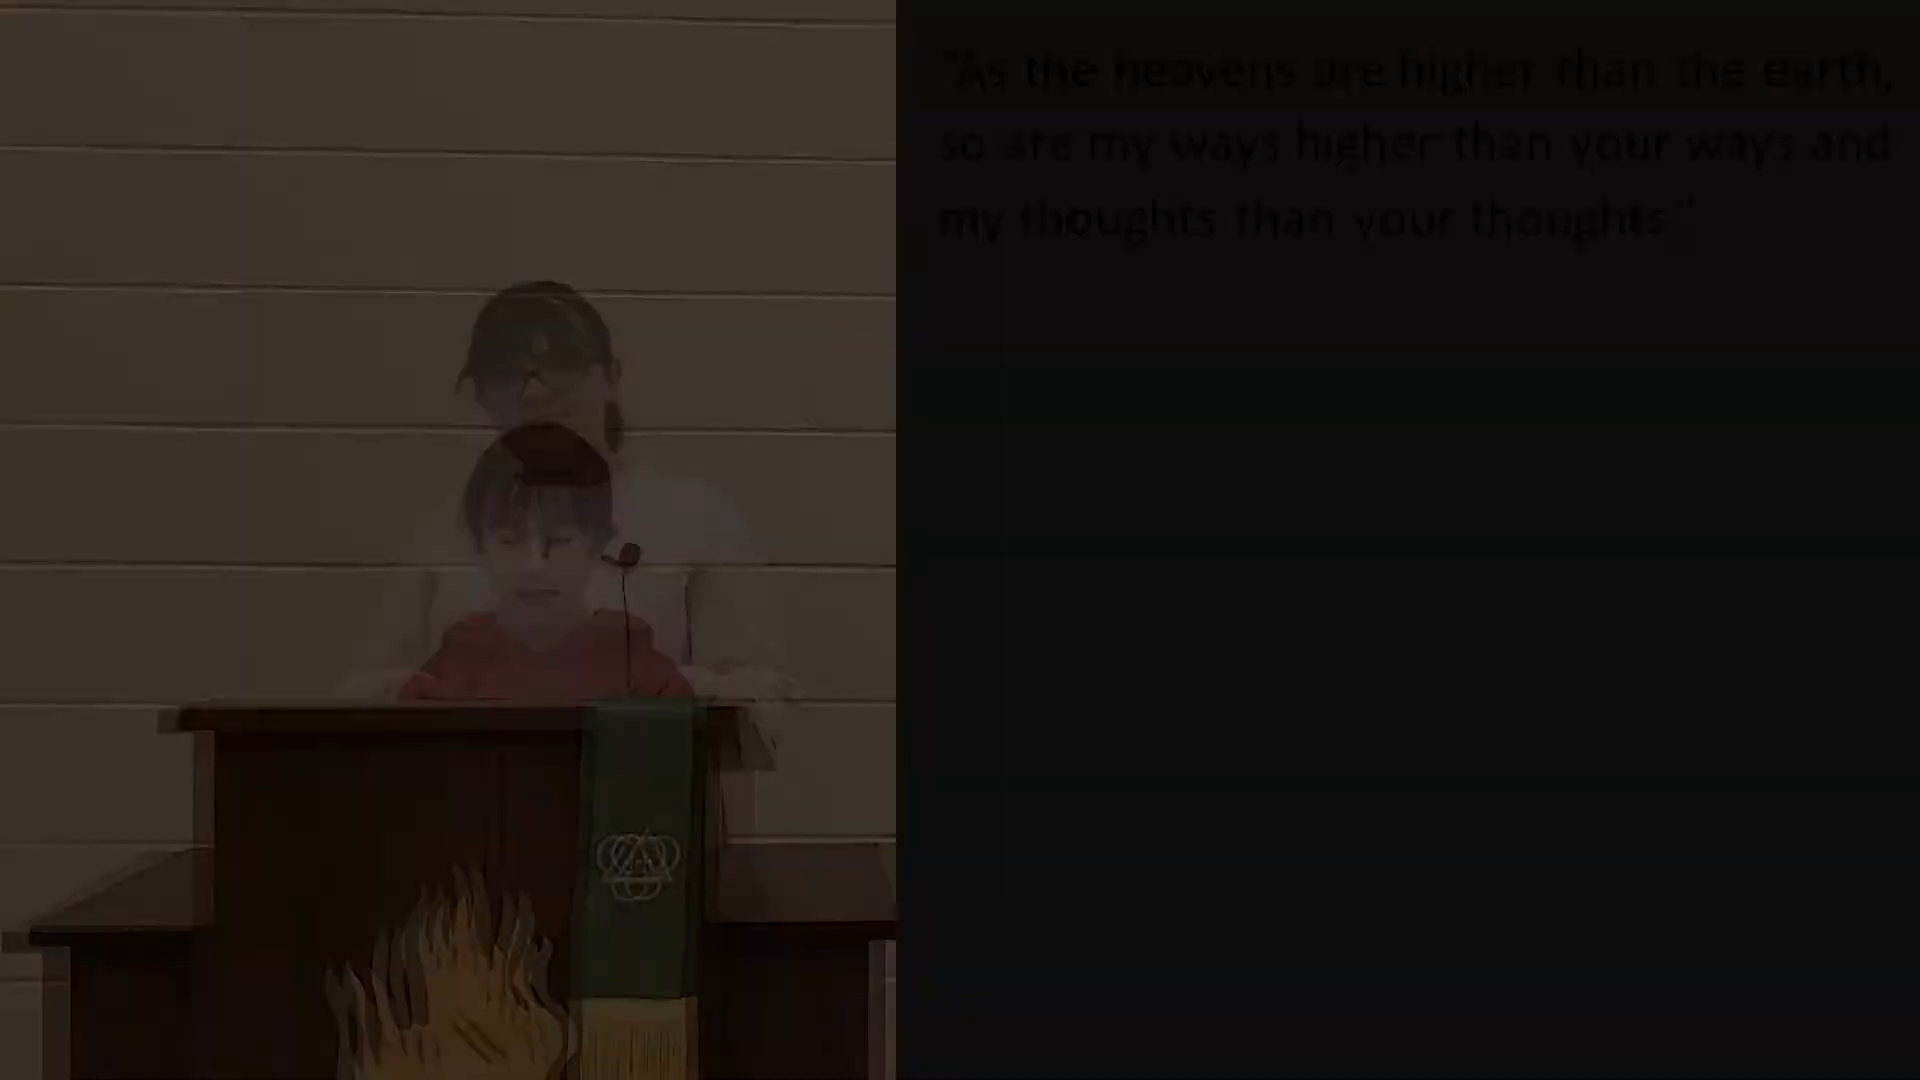 "As the heavens are higher than the earth,
so are my ways higher than your ways and
my thoughts than your thoughts."